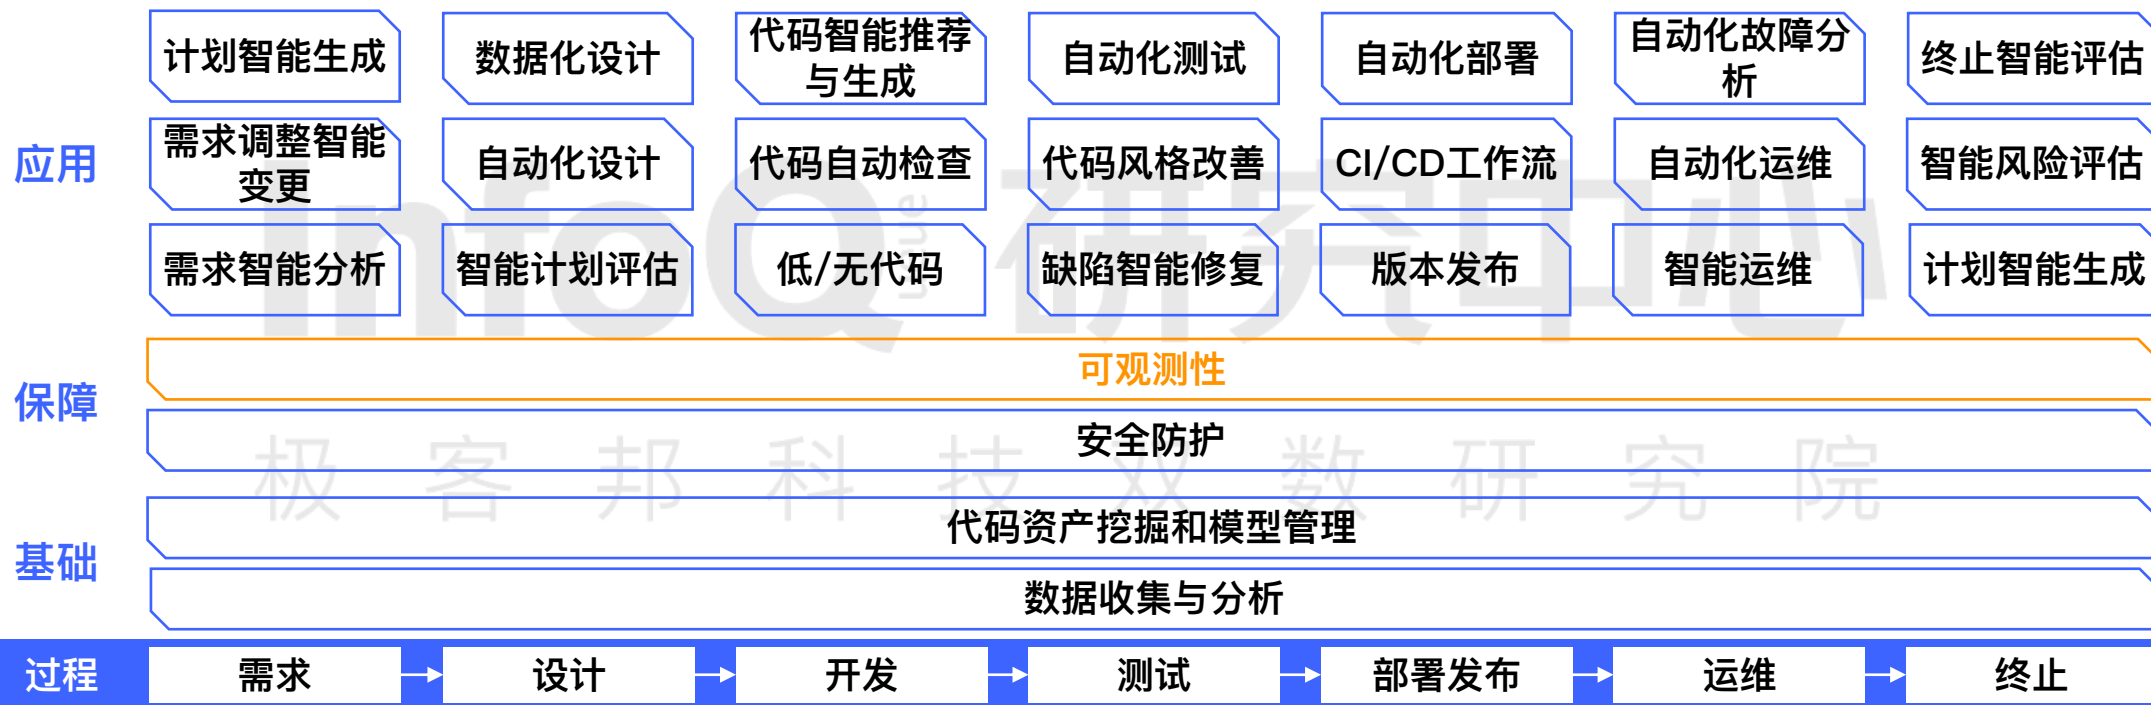 计划智能生成
数据化设计
代码智能推荐
与生成
自动化测试
自动化部署
自动化故障分
析
终止智能评估
应用
需求调整智能
变更
自动化设计
代码自动检查
代码风格改善
CI/CD工作流
自动化运维
智能风险评估
需求智能分析
智能计划评估
低/无代码
缺陷智能修复
版本发布
智能运维
计划智能生成
InfoQ 研究中心
保障
可观测性
安全防护
极客邦科技双数研究院
基础
代码资产挖掘和模型管理
数据收集与分析
过程
需求
设计
开发
测试
部署发布
运维
终止